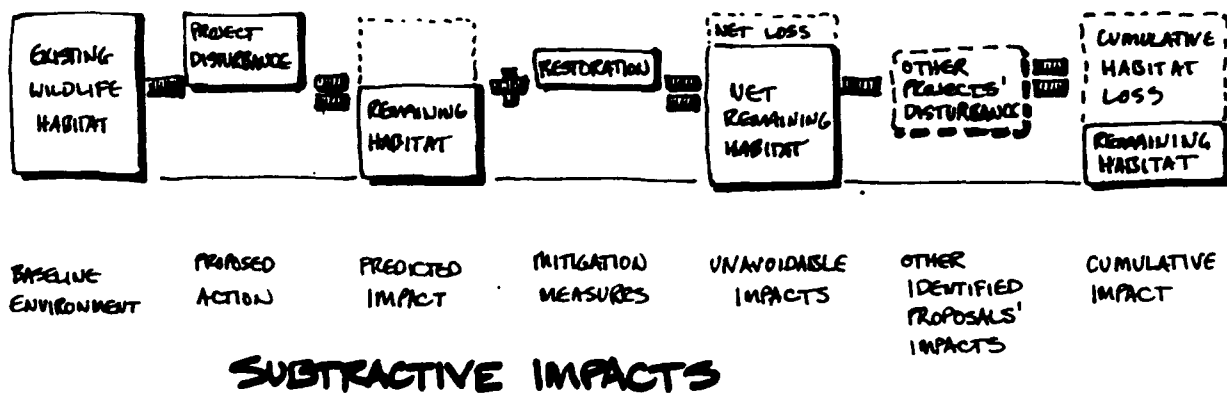 EXISTING
WILDLIFE
HABITAT
PROJECT
DISTURBANCE
REMAINING
HABITAT
RESTORATION
NET LOSS
NET
REMAINING
HABITAT
OTHER
PROJECTS'
DISTURBANCE
CUMULATIVE
HABITAT
LOSS
REMAINING
HABITAT
BASELINE
ENVIRONMENT
PROPOSED
ACTION
PREDICTED
IMPACT
MITIGATION
MEASURES
UNAVOIDABLE
IMPACTS
OTHER
IDENTIFIED
PROPOSALS'
IMPACTS
CUMULATIVE
IMPACT
SUBTRACTIVE IMPACTS